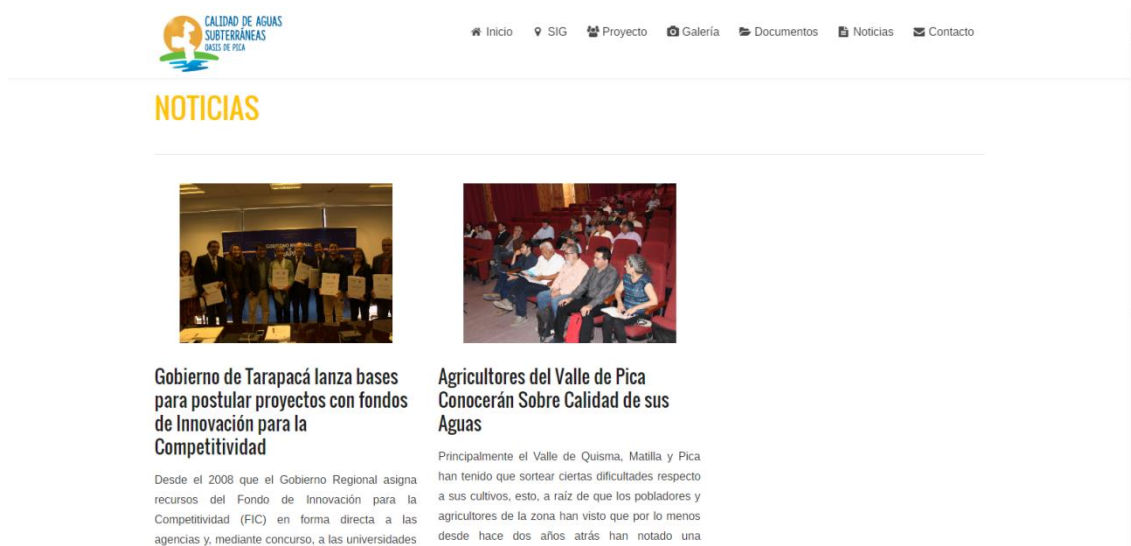 CALIDAD DE AGUAS
SUBTERRÁNEAS
OASIS DE PICA
Inicio SIG Proyecto Galería Documentos Noticias Contacto
NOTICIAS
Gobierno de Tarapacá lanza bases
para postular proyectos con fondos
de Innovación para la
Competitividad
Desde el 2008 que el Gobierno Regional asigna
recursos del Fondo de Innovación para la
Competitividad (FIC) en forma directa a las
agencias y, mediante concurso, a las universidades
Agricultores del Valle de Pica
Conocerán Sobre Calidad de sus
Aguas
Principalmente el Valle de Quisma, Matilla y Pica
han tenido que sortear ciertas dificultades respecto
a sus cultivos, esto, a raíz de que los pobladores y
agricultores de la zona han visto que por lo menos
desde hace dos años atrás han notado una